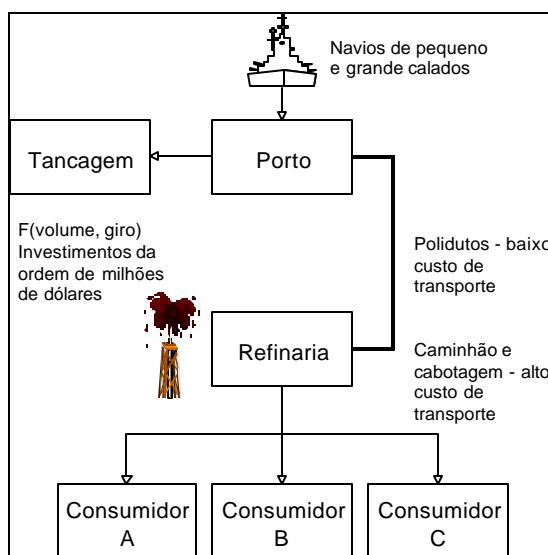 Navios de pequeno
e grande calados
Tancagem
Porto
F(volume, giro)
Investimentos da
ordem de milhões
de dólares
Polidutos - baixo
custo de
transporte
Refinaria
Caminhão e
cabotagem - alto
custo de
transporte
Consumidor
A
Consumidor
B
Consumidor
C